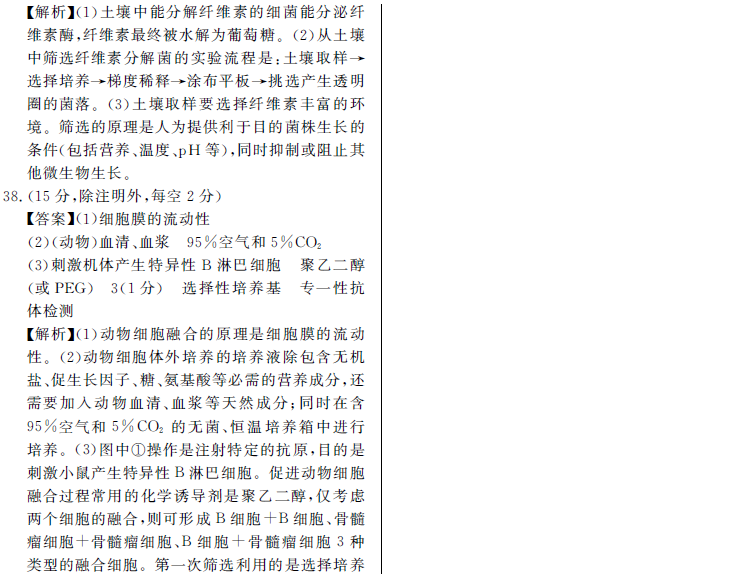 【解析】(1)土壤中能分解纤维素的细菌能分泌纤
维素酶,纤维素最终被水解为葡萄糖。(2)从土壤
中筛选纤维素分解菌的实验流程是:土壤取样→
选择培养→梯度稀释→涂布平板→挑选产生透明
圈的菌落。(3)土壤取样要选择纤维素丰富的环
境。筛选的原理是人为提供利于目的菌株生长的
条件(包括营养、温度、pH 等),同时抑制或阻止其
他微生物生长。
38.(15 分,除注明外,每空 2 分)
【答案】(1)细胞膜的流动性
(2)(动物)血清、血浆 95%空气和 5%CO₂
(3)刺激机体产生特异性 B 淋巴细胞 聚乙二醇
(或 PEG) 3(1 分) 选择性培养基 专一性抗
体检测
【解析】(1)动物细胞融合的原理是细胞膜的流动
性。(2)动物细胞体外培养的培养液除包含无机
盐、促生长因子、糖、氨基酸等必需的营养成分,还
需要加入动物血清、血浆等天然成分;同时在含
95%空气和 5%CO₂ 的无菌、恒温培养箱中进行
培养。(3)图中①操作是注射特定的抗原,目的是
刺激小鼠产生特异性 B 淋巴细胞。促进动物细胞
融合过程常用的化学诱导剂是聚乙二醇,仅考虑
两个细胞的融合,则可形成 B 细胞+B 细胞、骨髓
瘤细胞+骨髓瘤细胞、B 细胞+骨髓瘤细胞 3 种
类型的融合细胞。第一次筛选利用的是选择培养